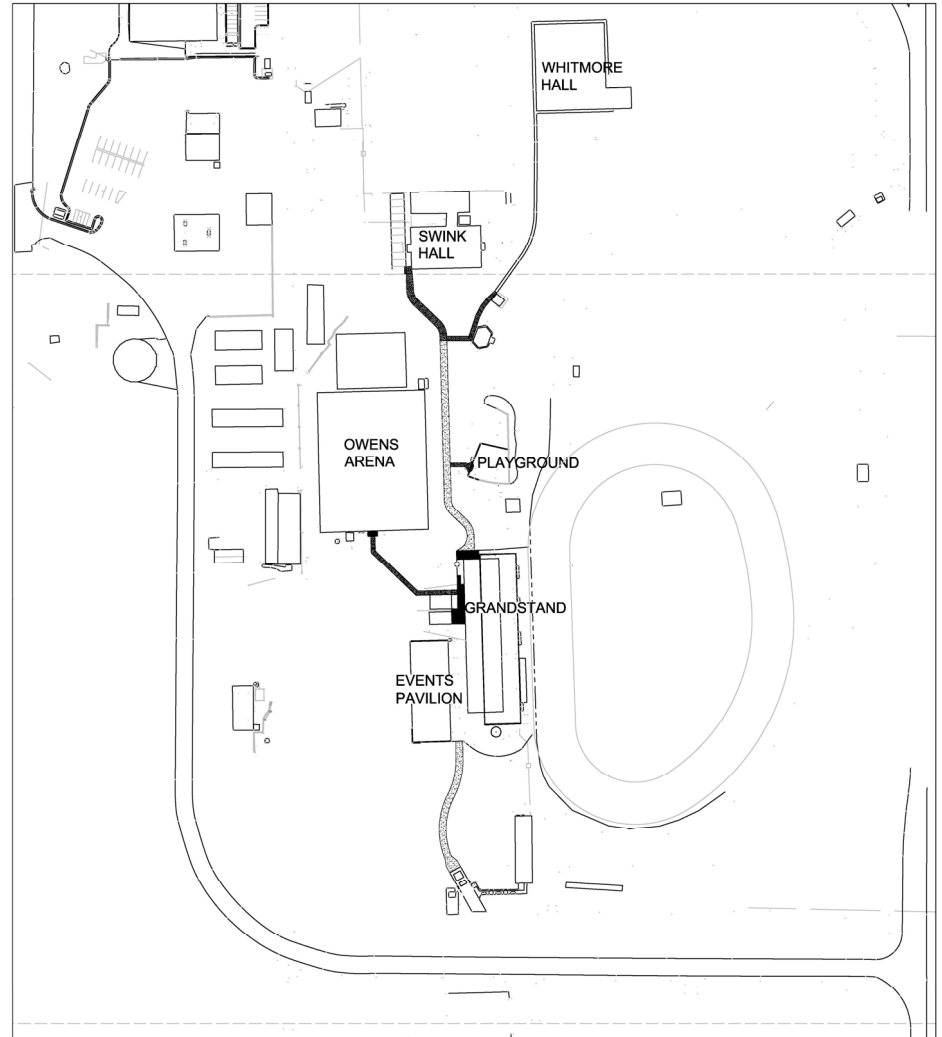 WHITMORE
HALL
SWINK
HALL
OWENS
ARENA
PLAYGROUND
GRANDSTAND
EVENTS
PAVILION